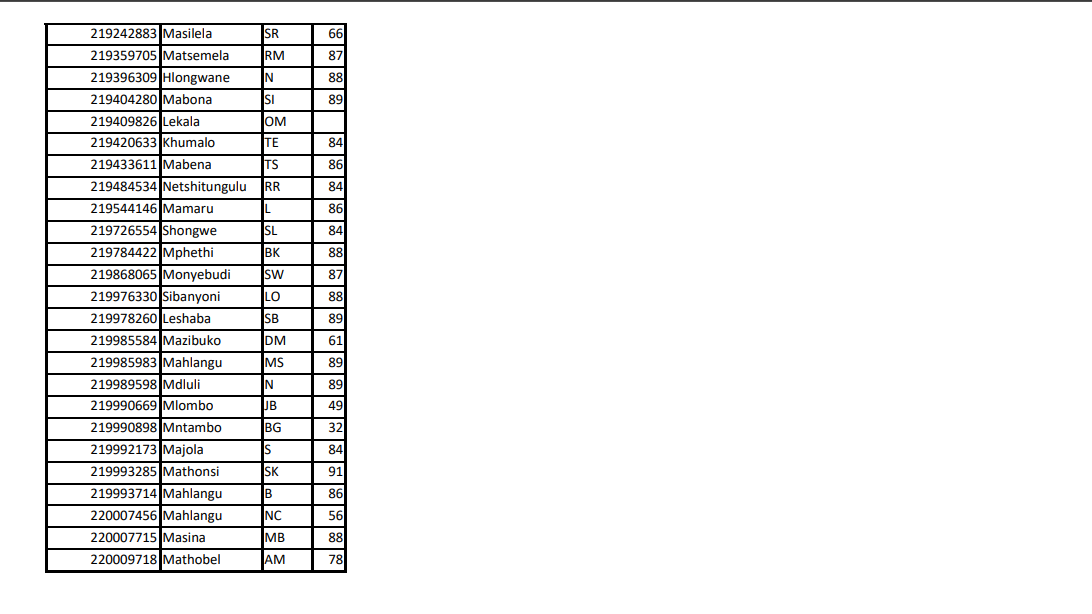 219242883 Masilela SR 66
219359705 Matsemela RM 87
219396309 Hlongwane N 88
219404280 Mabona SI 89
219409826 Lekala OM
219420633 Khumalo TE 84
219433611 Mabena TS 86
219484534 Netshitungulu RR 84
219544146 Mamaru L 86
219726554 Shongwe SL 84
219784422 Mphethi BK 88
219868065 Monyebudi SW 87
219976330 Sibanyoni LO 88
219978260 Leshaba SB 89
219985584 Mazibuko DM 61
219985983 Mahlangu MS 89
219989598 Mdluli N 89
219990669 Mlombo JB 49
219990898 Mntambo BG 32
219992173 Majola S 84
219993285 Mathonsi SK 91
219993714 Mahlangu B 86
220007456 Mahlangu NC 56
220007715 Masina MB 88
220009718 Mathobel AM 78